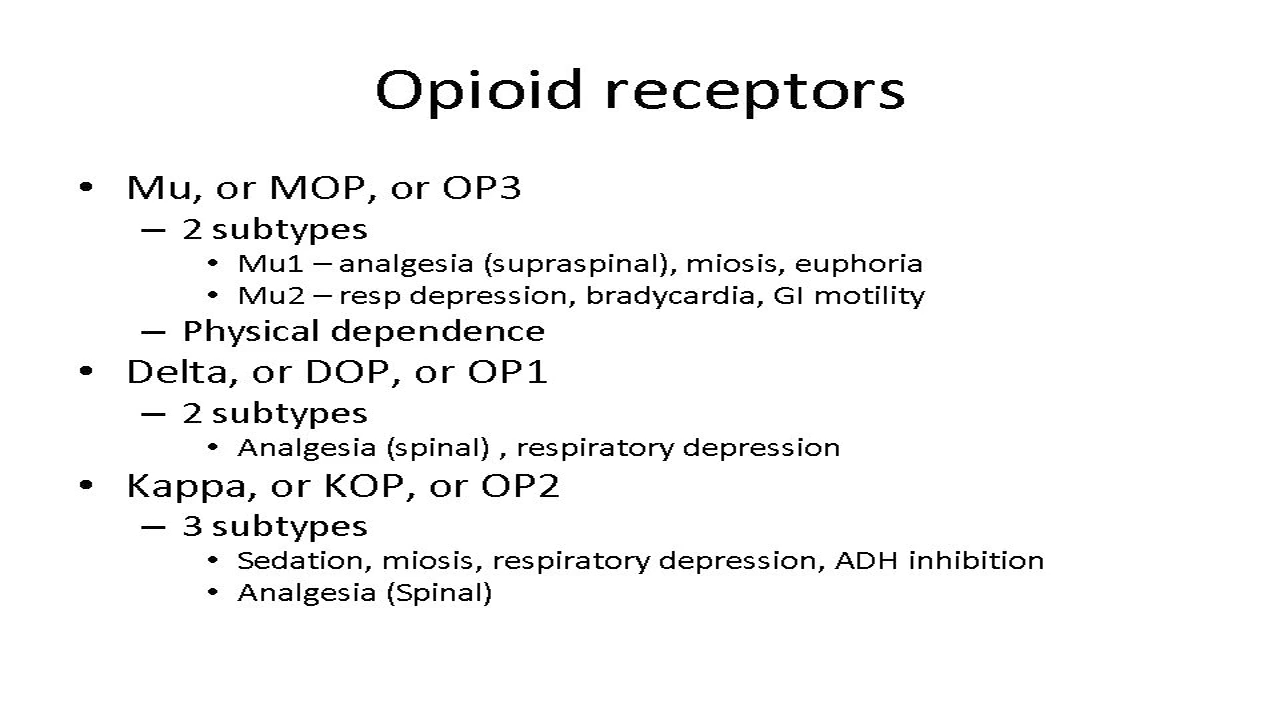 Opioid receptors
• Mu, or MOP, or OP3
– 2 subtypes
• Mu1 – analgesia (supraspinal), miosis, euphoria
• Mu2 – resp depression, bradycardia, GI motility
– Physical dependence
• Delta, or DOP, or OP1
– 2 subtypes
• Analgesia (spinal) , respiratory depression
• Kappa, or KOP, or OP2
– 3 subtypes
• Sedation, miosis, respiratory depression, ADH inhibition
• Analgesia (Spinal)